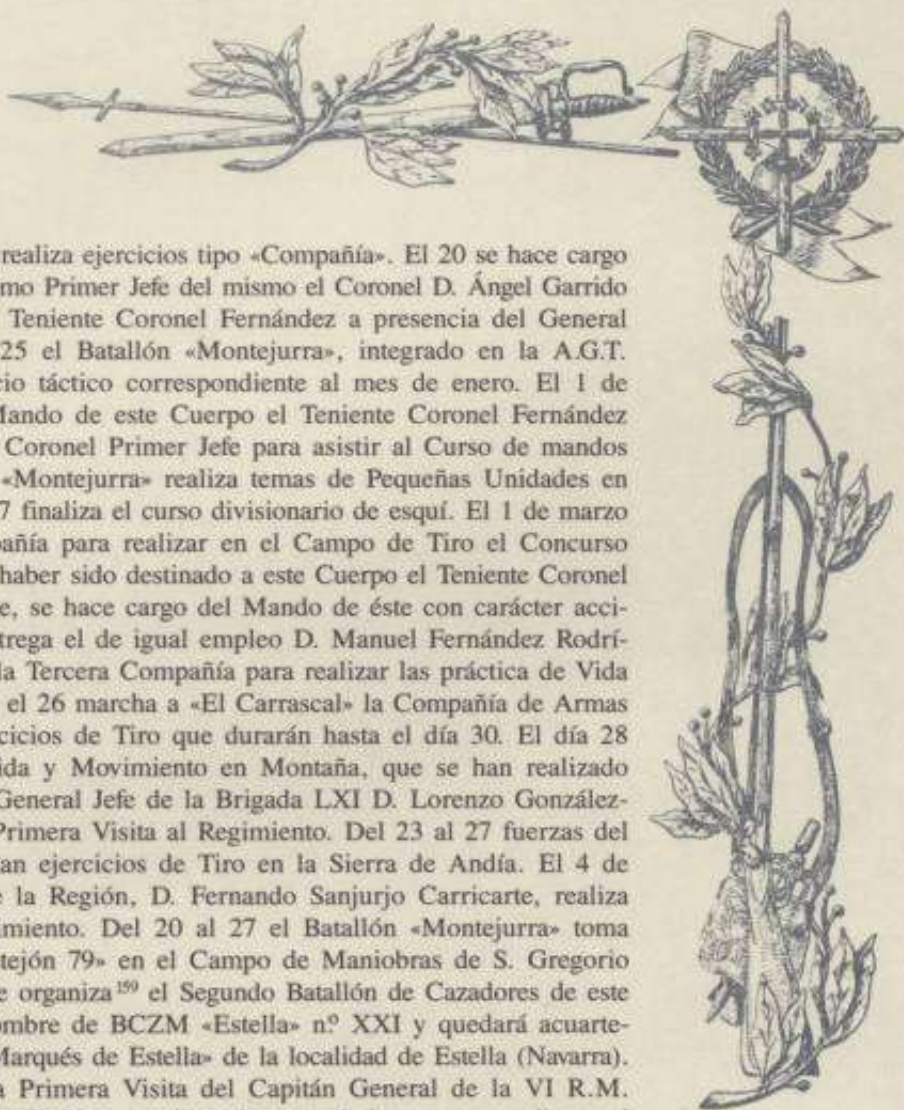 realiza ejercicios tipo «Compañía». El 20 se hace cargo
mo Primer Jefe del mismo el Coronel D. Ángel Garrido
Teniente Coronel Fernández a presencia del General
25 el Batallón «Montejurra», integrado en la A.G.T.
cio táctico correspondiente al mes de enero. El 1 de
Mando de este Cuerpo el Teniente Coronel Fernández
Coronel Primer Jefe para asistir al Curso de mandos
«Montejurra» realiza temas de Pequeñas Unidades en
7 finaliza el curso divisionario de esquí. El 1 de marzo
pañía para realizar en el Campo de Tiro el Concurso
haber sido destinado a este Cuerpo el Teniente Coronel
e, se hace cargo del Mando de éste con carácter acci-
trega el de igual empleo D. Manuel Fernández Rodrí-
la Tercera Compañía para realizar las práctica de Vida
el 26 marcha a «El Carrascal» la Compañía de Armas
cicios de Tiro que durarán hasta el día 30. El día 28
ida y Movimiento en Montaña, que se han realizado
General Jefe de la Brigada LXI D. Lorenzo González-
Primera Visita al Regimiento. Del 23 al 27 fuerzas del
an ejercicios de Tiro en la Sierra de Andía. El 4 de
e la Región, D. Fernando Sanjurjo Carricarte, realiza
imiento. Del 20 al 27 el Batallón «Montejurra» toma
tejón 79» en el Campo de Maniobras de S. Gregorio
e organiza 159 el Segundo Batallón de Cazadores de este
ombre de BCZM «Estella» nº XXI y quedará acuarte-
Marqués de Estella» de la localidad de Estella (Navarra).
a Primera Visita del Capitán General de la VI R.M.